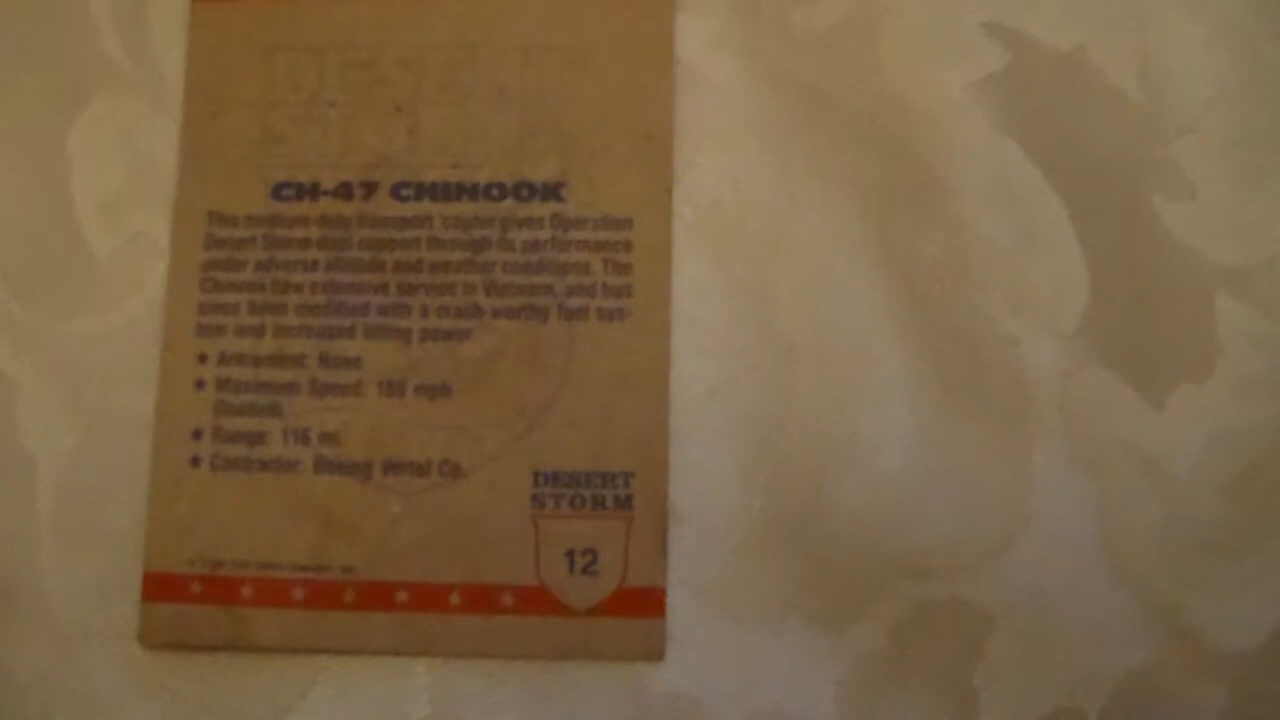 DESERT
STORM
CH-47 CHINOOK
This medium-duty transport 'copter gives Operation
Desert Storm dual support through its performance
under adverse altitude and weather conditions. The
Chinook saw extensive service in Vietnam, and has
since been modified with a crash-worthy fuel sys-
tem and increased lifting power.
★ Armament: None
★ Maximum Speed: mph
★ Range: mi.
★ Contractor: Boeing Vertol Co.
DESERT
STORM
12